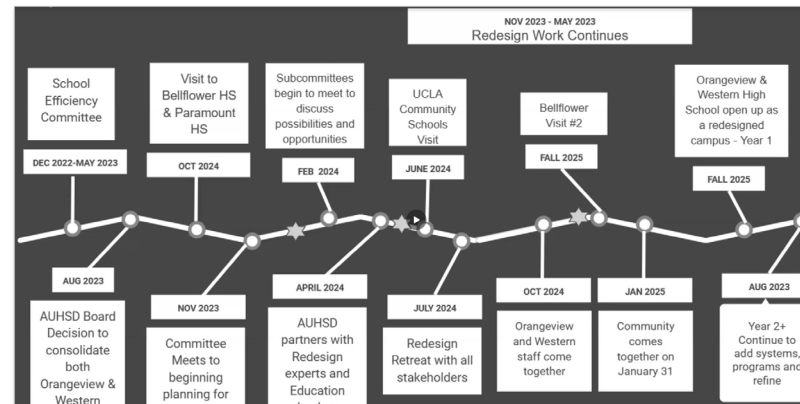 NOV 2023 - MAY 2023
Redesign Work Continues
School
Efficiency
Committee
DEC 2022-MAY 2023
Visit to
Bellflower HS
& Paramount
HS
OCT 2024
Subcommittees
begin to meet to
discuss
possibilities and
opportunities
FEB 2024
UCLA
Community
Schools
Visit
JUNE 2024
Bellflower
Visit #2
FALL 2025
Orangeview &
Western High
School open up as
a redesigned
campus - Year 1
FALL 2025
AUG 2023
AUHSD Board
Decision to
consolidate
both
Orangeview &
Western
NOV 2023
Committee
Meets to
beginning
planning for
APRIL 2024
AUHSD
partners with
Redesign
experts and
Education
JULY 2024
Redesign
Retreat with all
stakeholders
OCT 2024
Orangeview
and Western
staff come
together
JAN 2025
Community
comes
together on
January 31
AUG 2023
Year 2+
Continue to
add systems,
programs and
refine